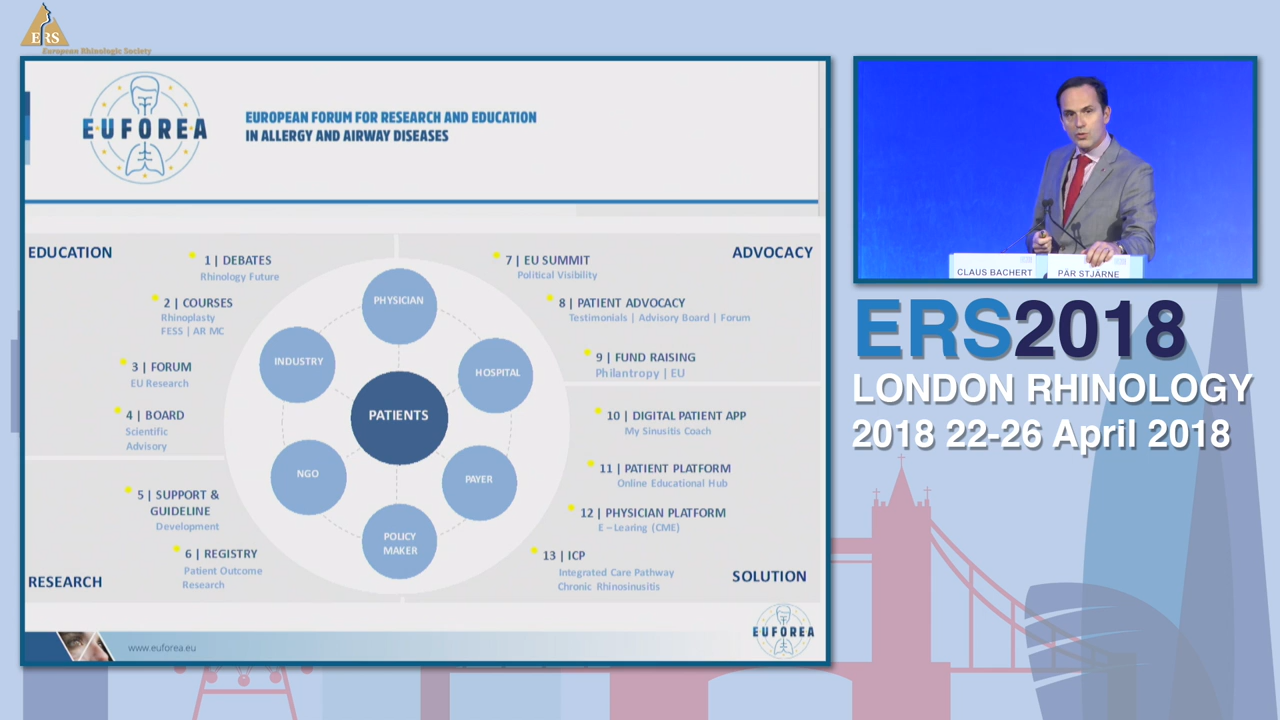 ERS
European Rhinologic Society
EUFOREA
EUROPEAN FORUM FOR RESEARCH AND EDUCATION
IN ALLERGY AND AIRWAY DISEASES
EDUCATION
1 | DEBATES
Rhinology Future
2 | COURSES
Rhinoplasty
FESS | AR MC
3 | FORUM
EU Research
4 | BOARD
Scientific
Advisory
5 | SUPPORT &
GUIDELINE
Development
6 | REGISTRY
Patient Outcome
Research
RESEARCH
PHYSICIAN
INDUSTRY
HOSPITAL
PATIENTS
NGO
PAYER
POLICY
MAKER
ADVOCACY
7 | EU SUMMIT
Political Visibility
8 | PATIENT ADVOCACY
Testimonials | Advisory Board | Forum
9 | FUND RAISING
Philantropy | EU
10 | DIGITAL PATIENT APP
My Sinusitis Coach
11 | PATIENT PLATFORM
Online Educational Hub
12 | PHYSICIAN PLATFORM
E – Learing (CME)
13 | ICP
Integrated Care Pathway
Chronic Rhinosinusitis
SOLUTION
www.euforea.eu
EUFOREA
CLAUS BACHERT
PÄR STJÄRNE
ERS2018
LONDON RHINOLOGY
2018 22-26 April 2018